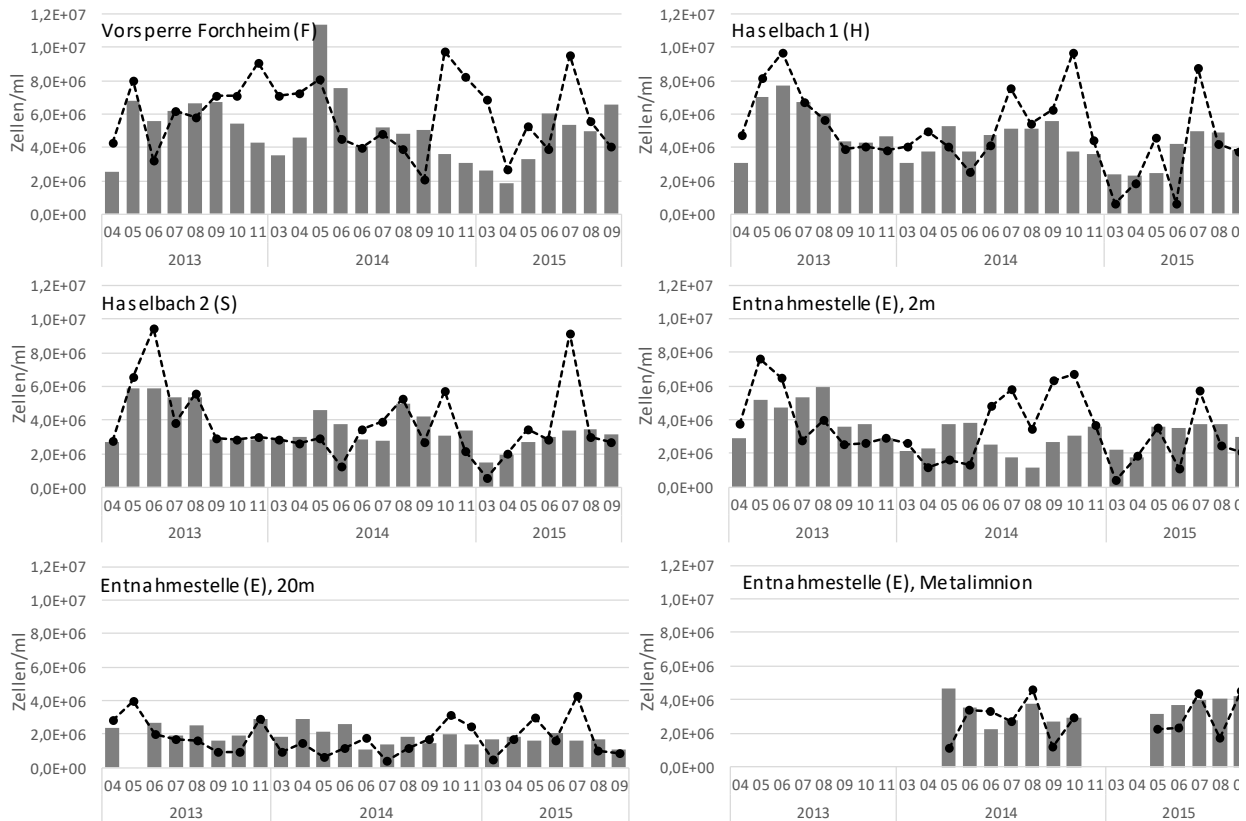 Vorsperre Forchheim (F)
Zellen/ml
1,2E+07
1,0E+07
8,0E+06
6,0E+06
4,0E+06
2,0E+06
0,0E+00
04 05 06 07 08 09 10 11 03 04 05 06 07 08 09 10 11 03 04 05 06 07 08 09
2013 2014 2015
Haselbach 1 (H)
Zellen/ml
1,2E+07
1,0E+07
8,0E+06
6,0E+06
4,0E+06
2,0E+06
0,0E+00
04 05 06 07 08 09 10 11 03 04 05 06 07 08 09 10 11 03 04 05 06 07 08
2013 2014 2015
Haselbach 2 (S)
Zellen/ml
1,2E+07
1,0E+07
8,0E+06
6,0E+06
4,0E+06
2,0E+06
0,0E+00
04 05 06 07 08 09 10 11 03 04 05 06 07 08 09 10 11 03 04 05 06 07 08 09
2013 2014 2015
Entnahmestelle (E), 2m
Zellen/ml
1,2E+07
1,0E+07
8,0E+06
6,0E+06
4,0E+06
2,0E+06
0,0E+00
04 05 06 07 08 09 10 11 03 04 05 06 07 08 09 10 11 03 04 05 06 07 08
2013 2014 2015
Entnahmestelle (E), 20m
Zellen/ml
1,2E+07
1,0E+07
8,0E+06
6,0E+06
4,0E+06
2,0E+06
0,0E+00
04 05 06 07 08 09 10 11 03 04 05 06 07 08 09 10 11 03 04 05 06 07 08 09
2013 2014 2015
Entnahmestelle (E), Metalimnion
Zellen/ml
1,2E+07
1,0E+07
8,0E+06
6,0E+06
4,0E+06
2,0E+06
0,0E+00
04 05 06 07 08 09 10 11 03 04 05 06 07 08 09 10 11 03 04 05 06 07 08
2013 2014 2015